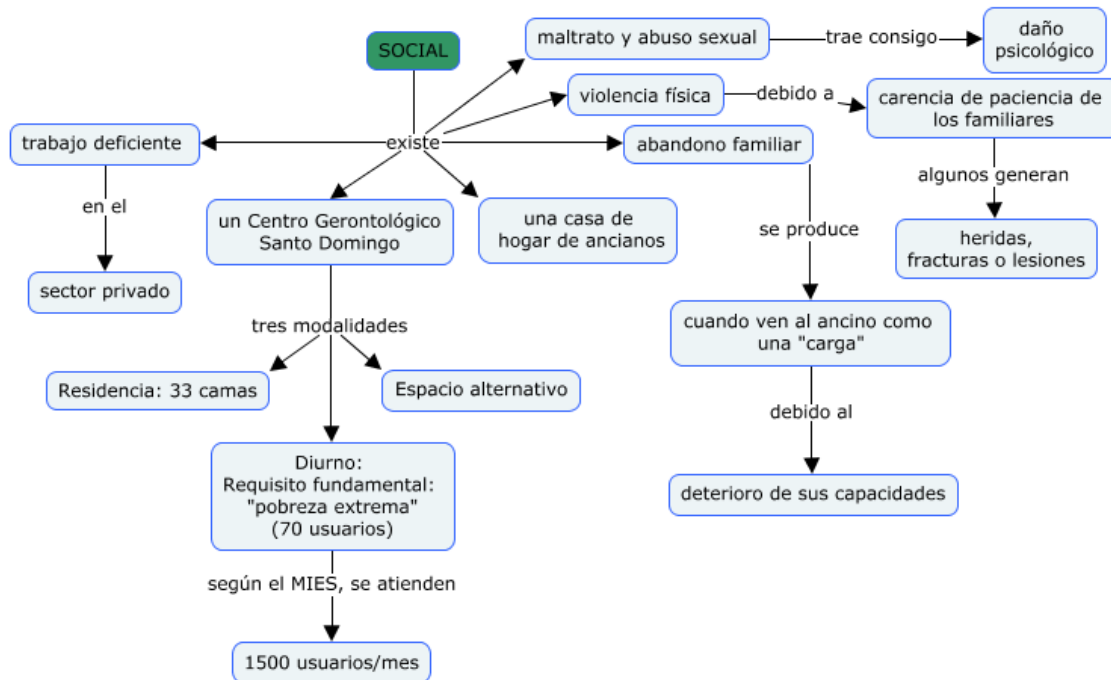 SOCIAL
existe
maltrato y abuso sexual
trae consigo
daño
psicológico
violencia física
debido a
carencia de paciencia de
los familiares
algunos generan
heridas,
fracturas o lesiones
abandono familiar
se produce
cuando ven al ancino como
una "carga"
debido al
deterioro de sus capacidades
trabajo deficiente
en el
sector privado
un Centro Gerontológico
Santo Domingo
una casa de
hogar de ancianos
tres modalidades
Residencia: 33 camas
Espacio alternativo
Diurno:
Requisito fundamental:
"pobreza extrema"
(70 usuarios)
según el MIES, se atienden
1500 usuarios/mes